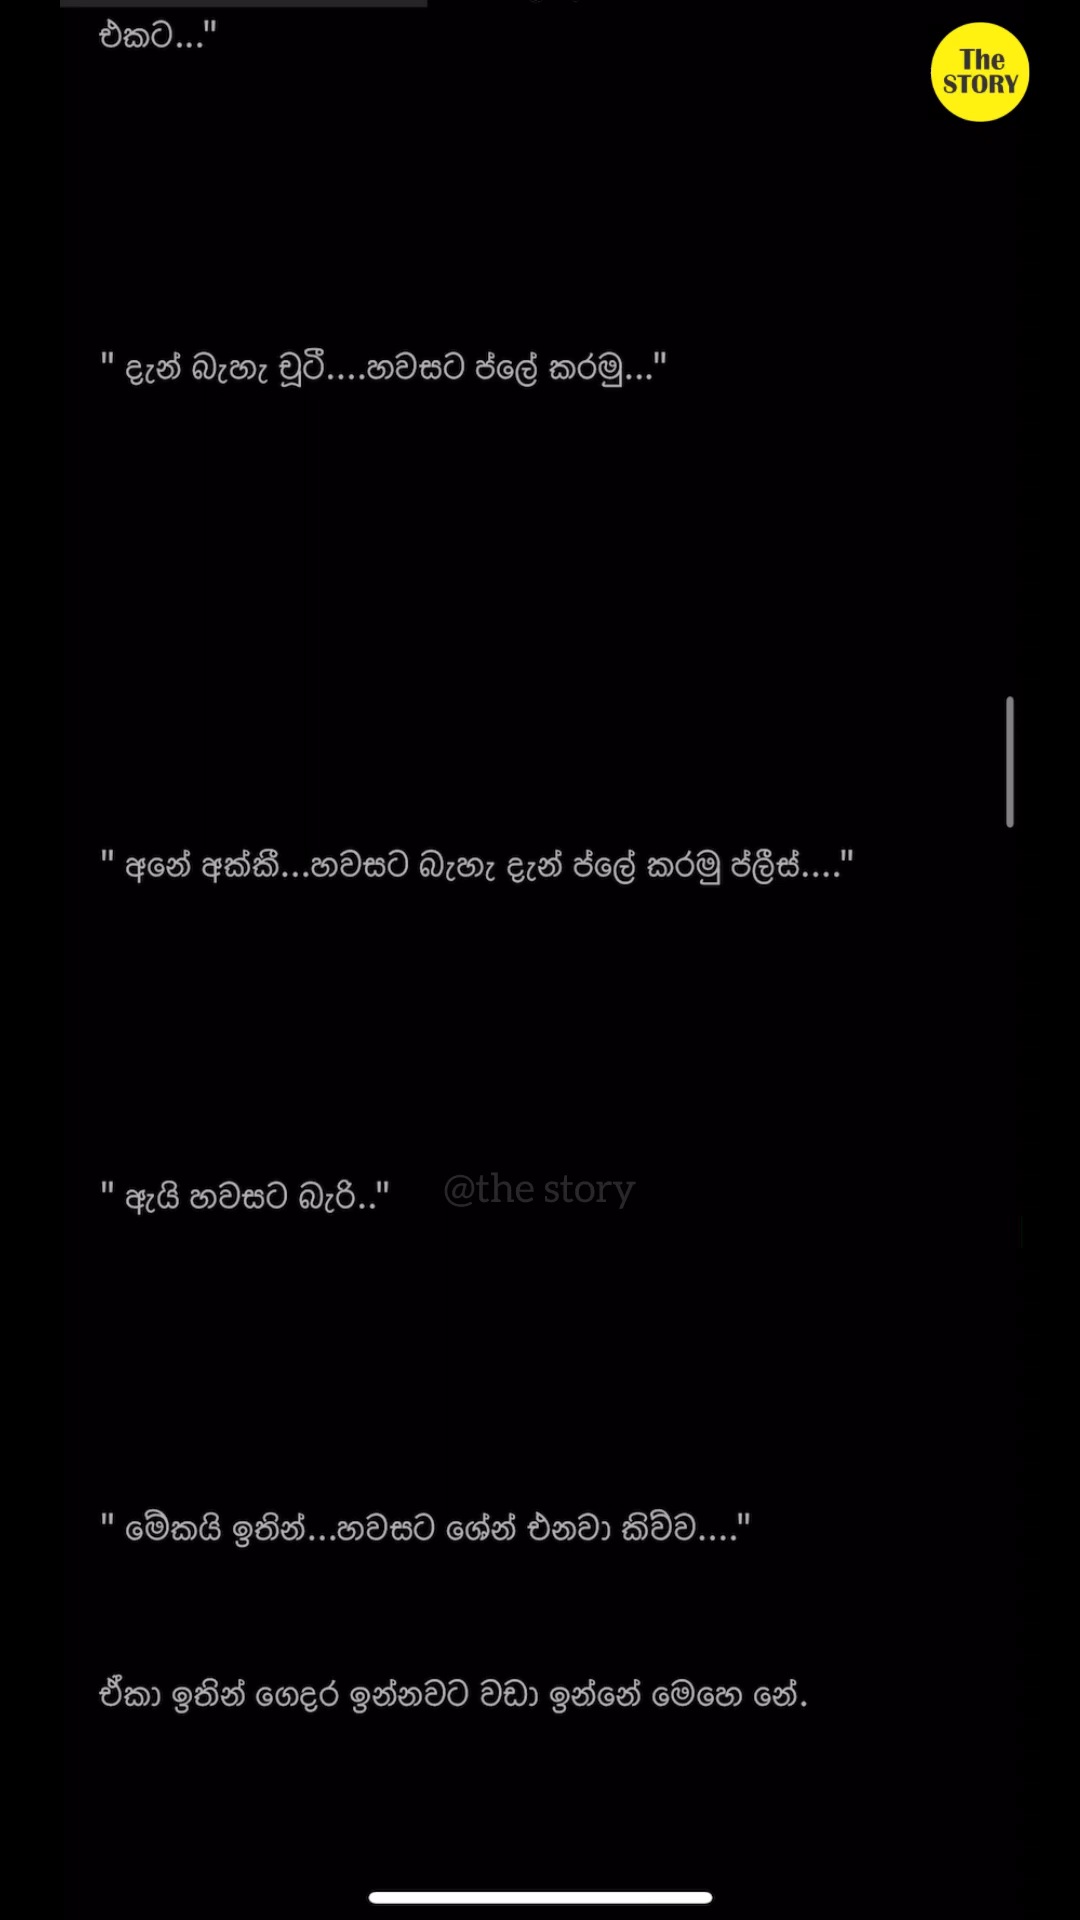 එකට..."
The
STORY
" දැන් බැහැ චූටී....හවසට ප්ලේ කරමු..."
" අනේ අක්කී...හවසට බැහැ දැන් ප්ලේ කරමු ප්ලීස්...."
" ඇයි හවසට බැරි.."
@the story
" මේකයි ඉතින්...හවසට ශේන් එනවා කිව්ව...."
ඒකා ඉතින් ගෙදර ඉන්නවට වඩා ඉන්නේ මෙහෙ නේ.